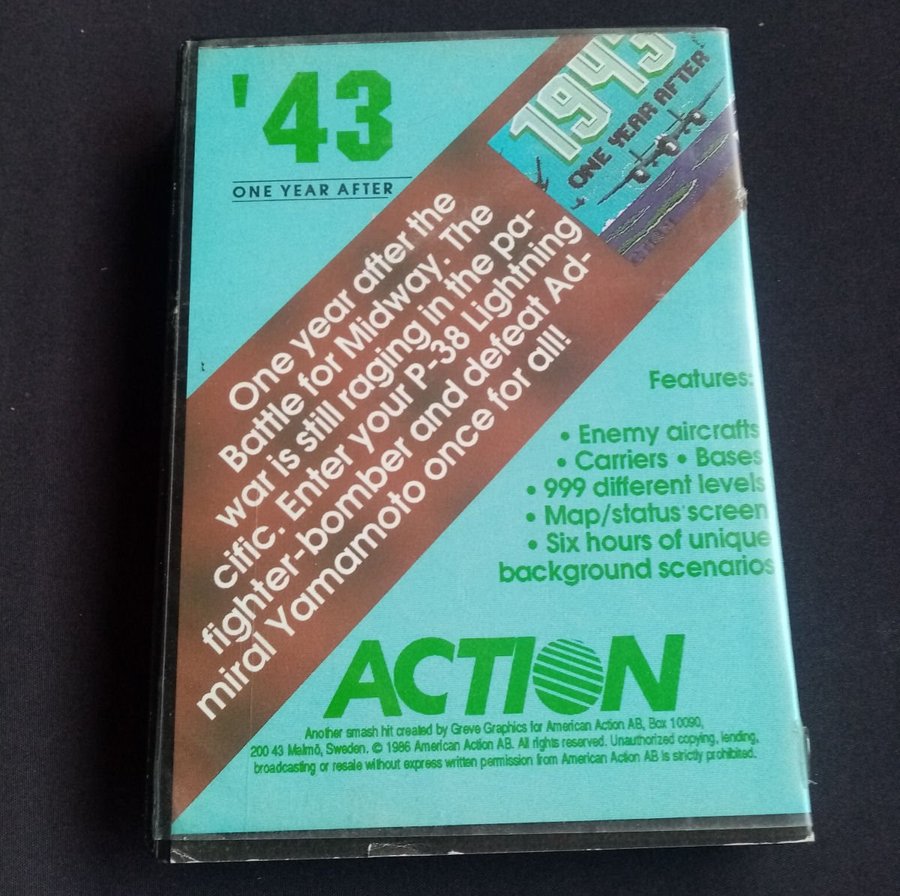 '43
ONE YEAR AFTER
1943
ONE YEAR AFTER
One year after the
Battle for Midway. The
war is still raging in the pa-
cific. Enter your P-38 Lightning
fighter-bomber and defeat Ad-
miral Yamamoto once for all!
Features:
• Enemy aircrafts
• Carriers • Bases
• 999 different levels
• Map/status screen
• Six hours of unique
background scenarios
ACTION
Another smash hit created by Greve Graphics for American Action AB, Box 10090,
200 43 Malmö, Sweden. © 1986 American Action AB. All rights reserved. Unauthorized copying, lending,
broadcasting or resale without express written permission from American Action AB is strictly prohibited.